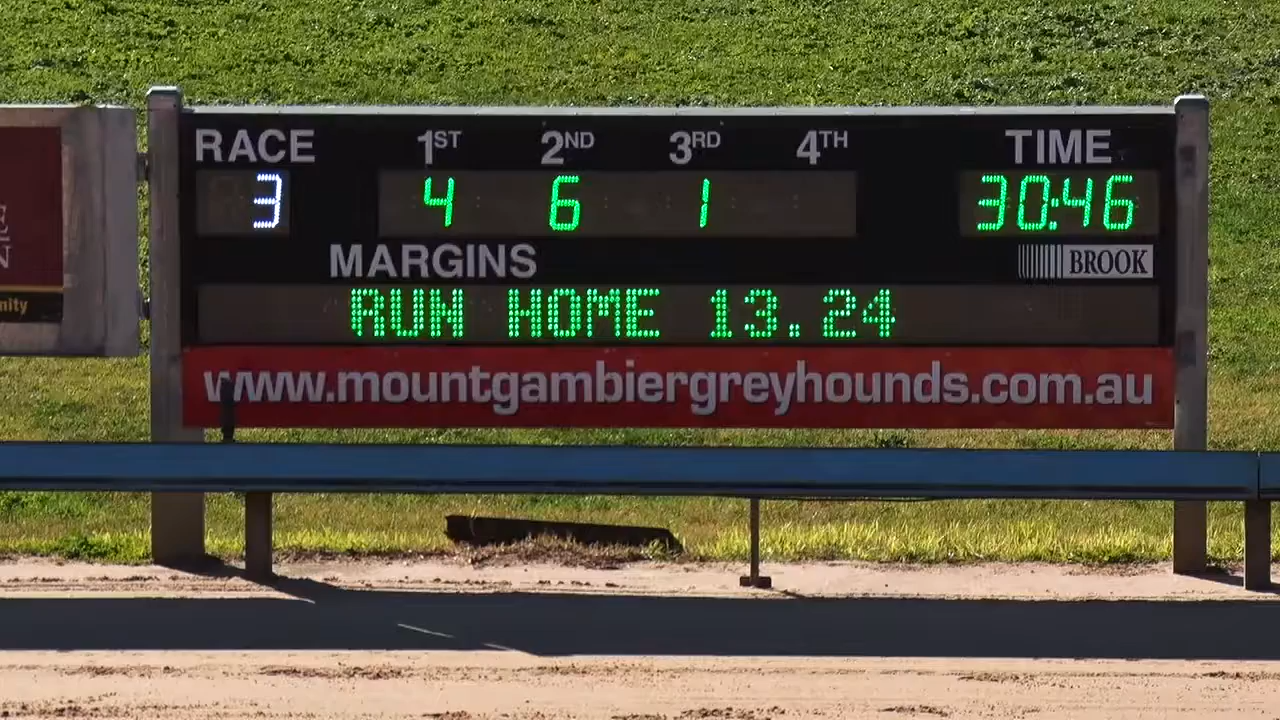 RACE 1ST 2ND 3RD 4TH TIME
3 4 6 1 30:46
MARGINS BROOK
RUN HOME 13.24
www.mountgambiergreyhounds.com.au
E
N
nity